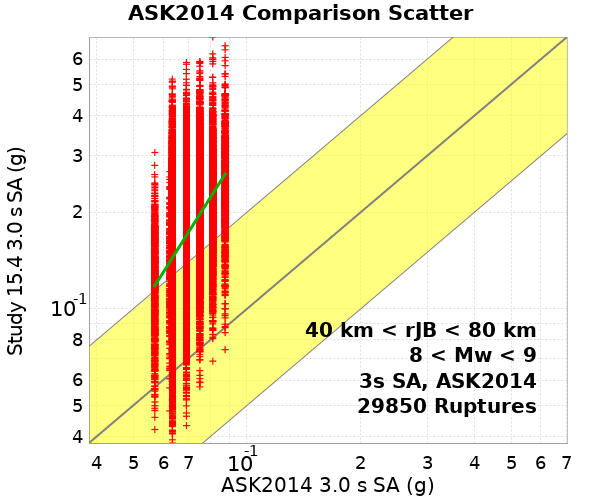 ASK2014 Comparison Scatter
Study 15.4 3.0 s SA (g)
6
5
4
3
2
10-1
8
6
5
4
40 km < rJB < 80 km
8 < Mw < 9
3s SA, ASK2014
29850 Ruptures
4 5 6 7 10-1 2 3 4 5 6 7
ASK2014 3.0 s SA (g)